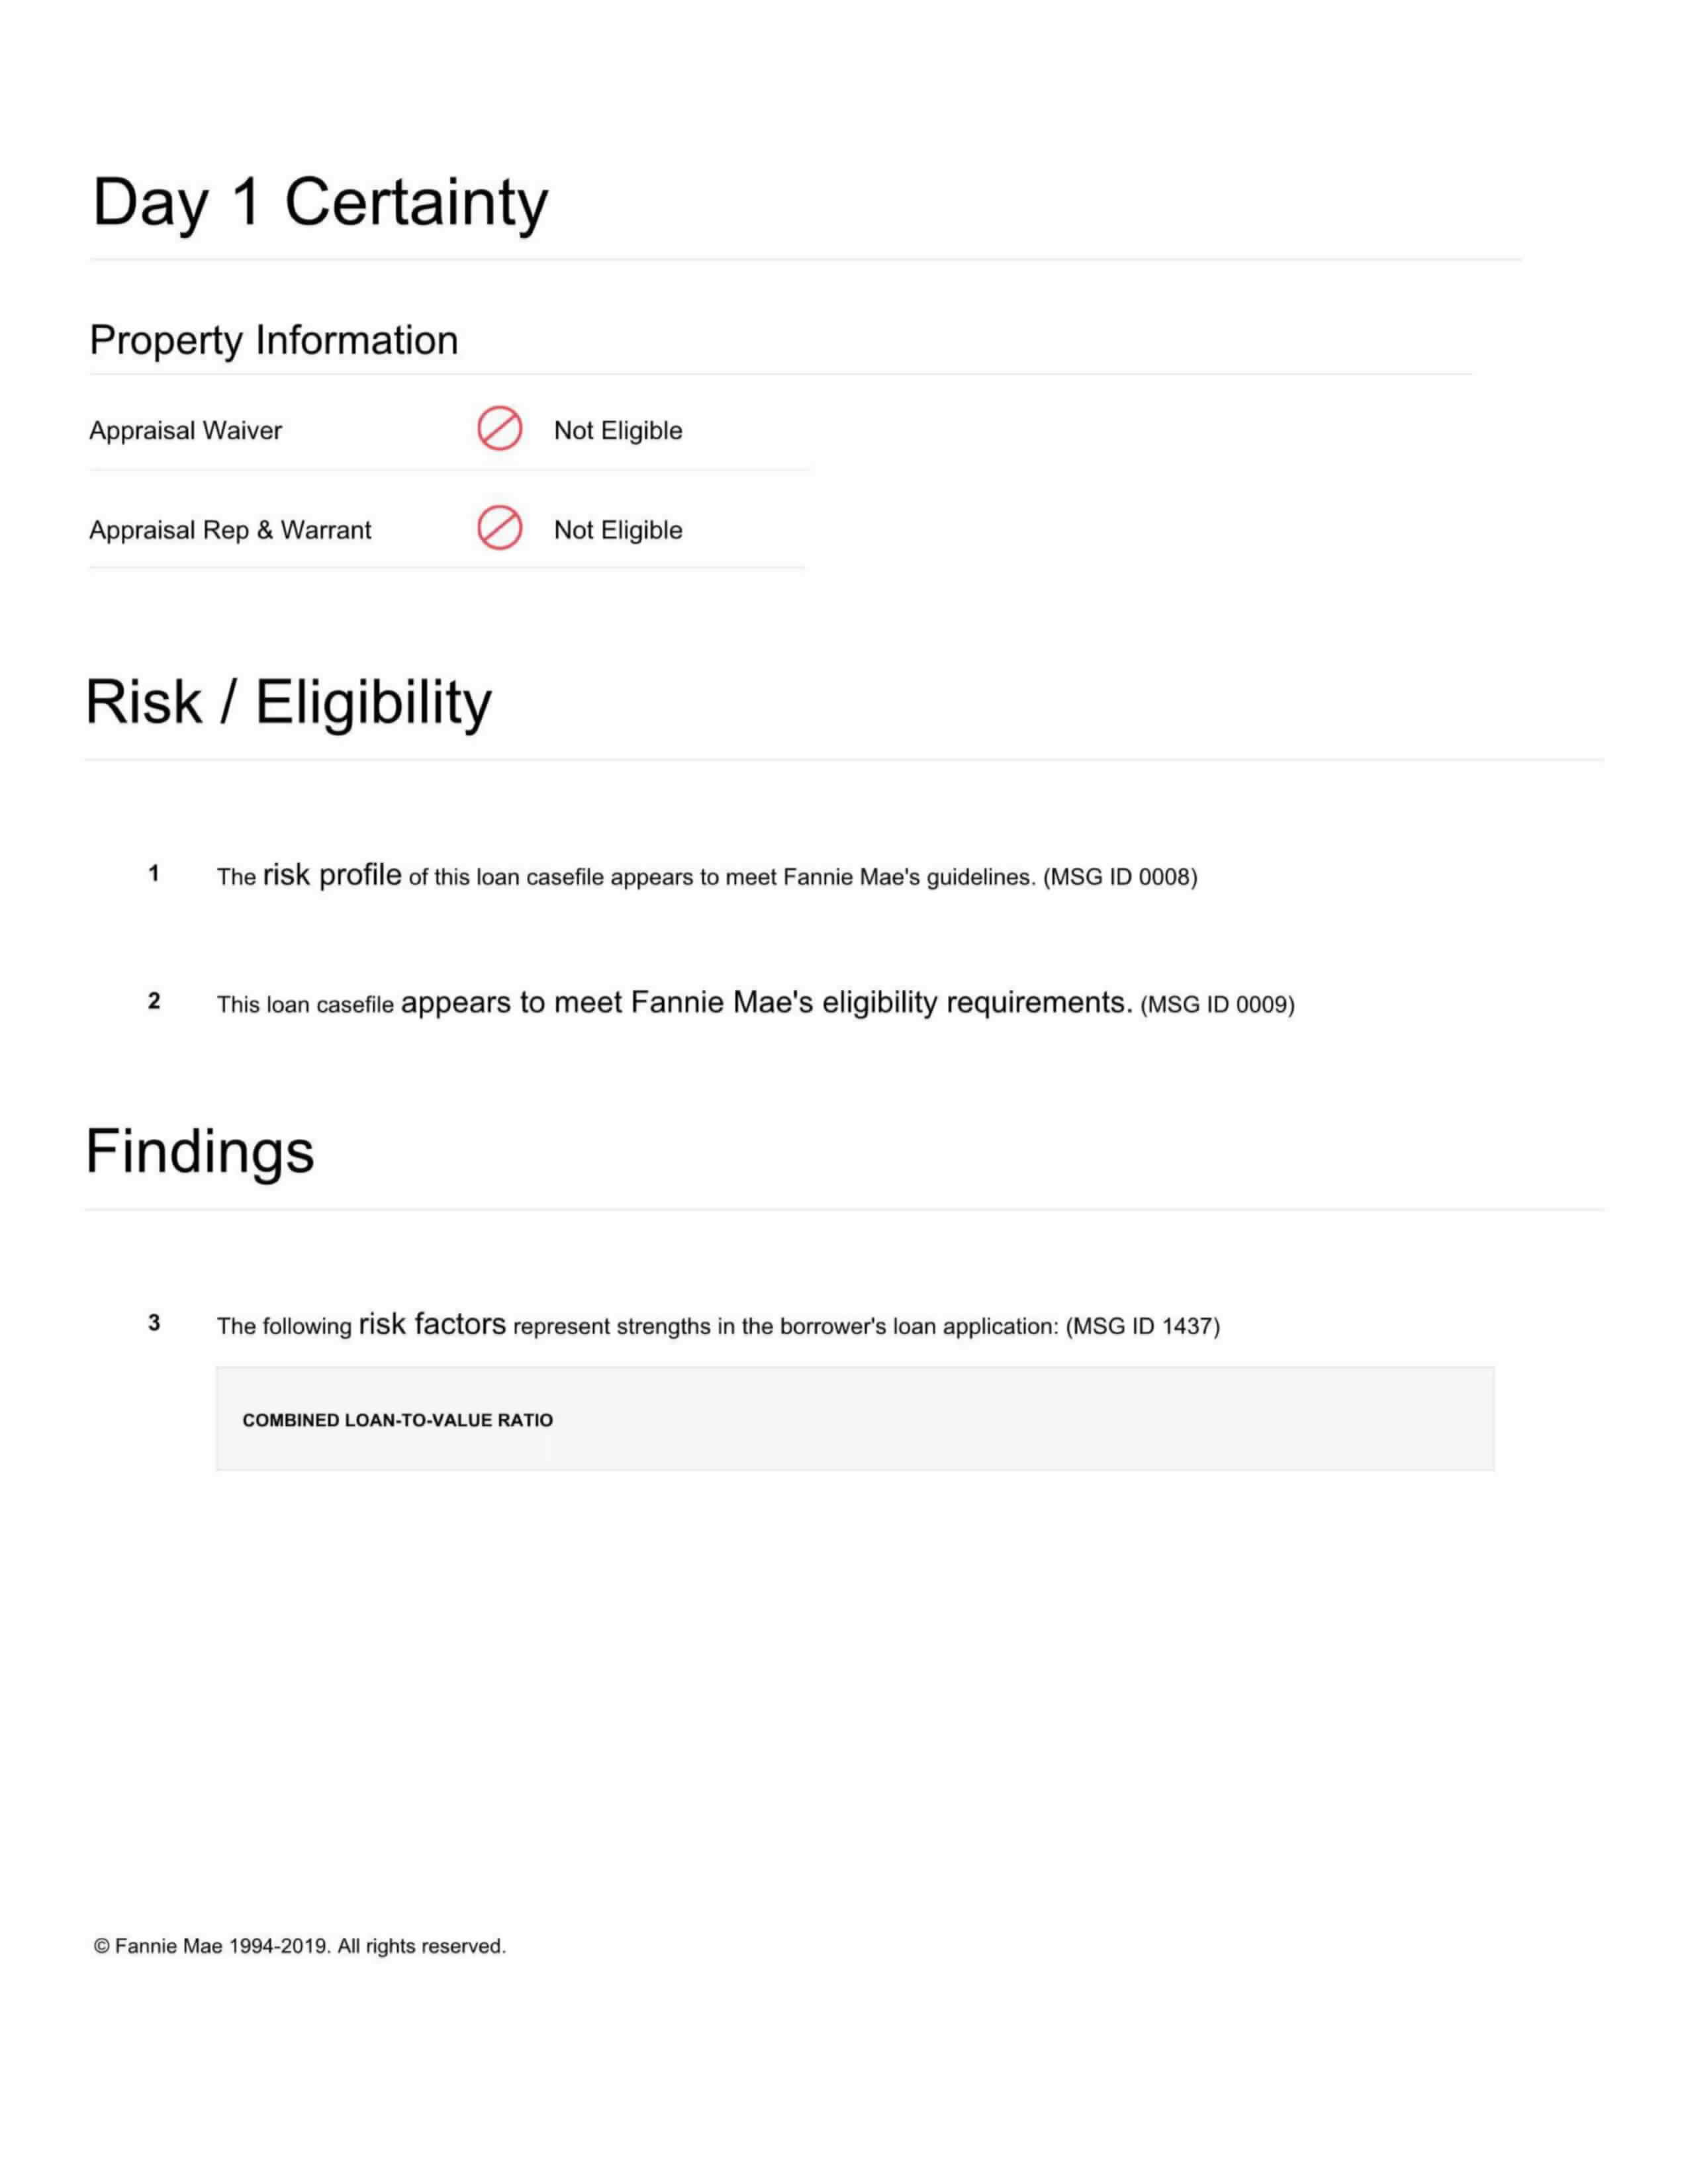 Day 1 Certainty
Property Information
Appraisal Waiver Not Eligible
Appraisal Rep & Warrant Not Eligible
Risk / Eligibility
1 The risk profile of this loan casefile appears to meet Fannie Mae's guidelines. (MSG ID 0008)
2 This loan casefile appears to meet Fannie Mae's eligibility requirements. (MSG ID 0009)
Findings
3 The following risk factors represent strengths in the borrower's loan application: (MSG ID 1437)
COMBINED LOAN-TO-VALUE RATIO
© Fannie Mae 1994-2019. All rights reserved.